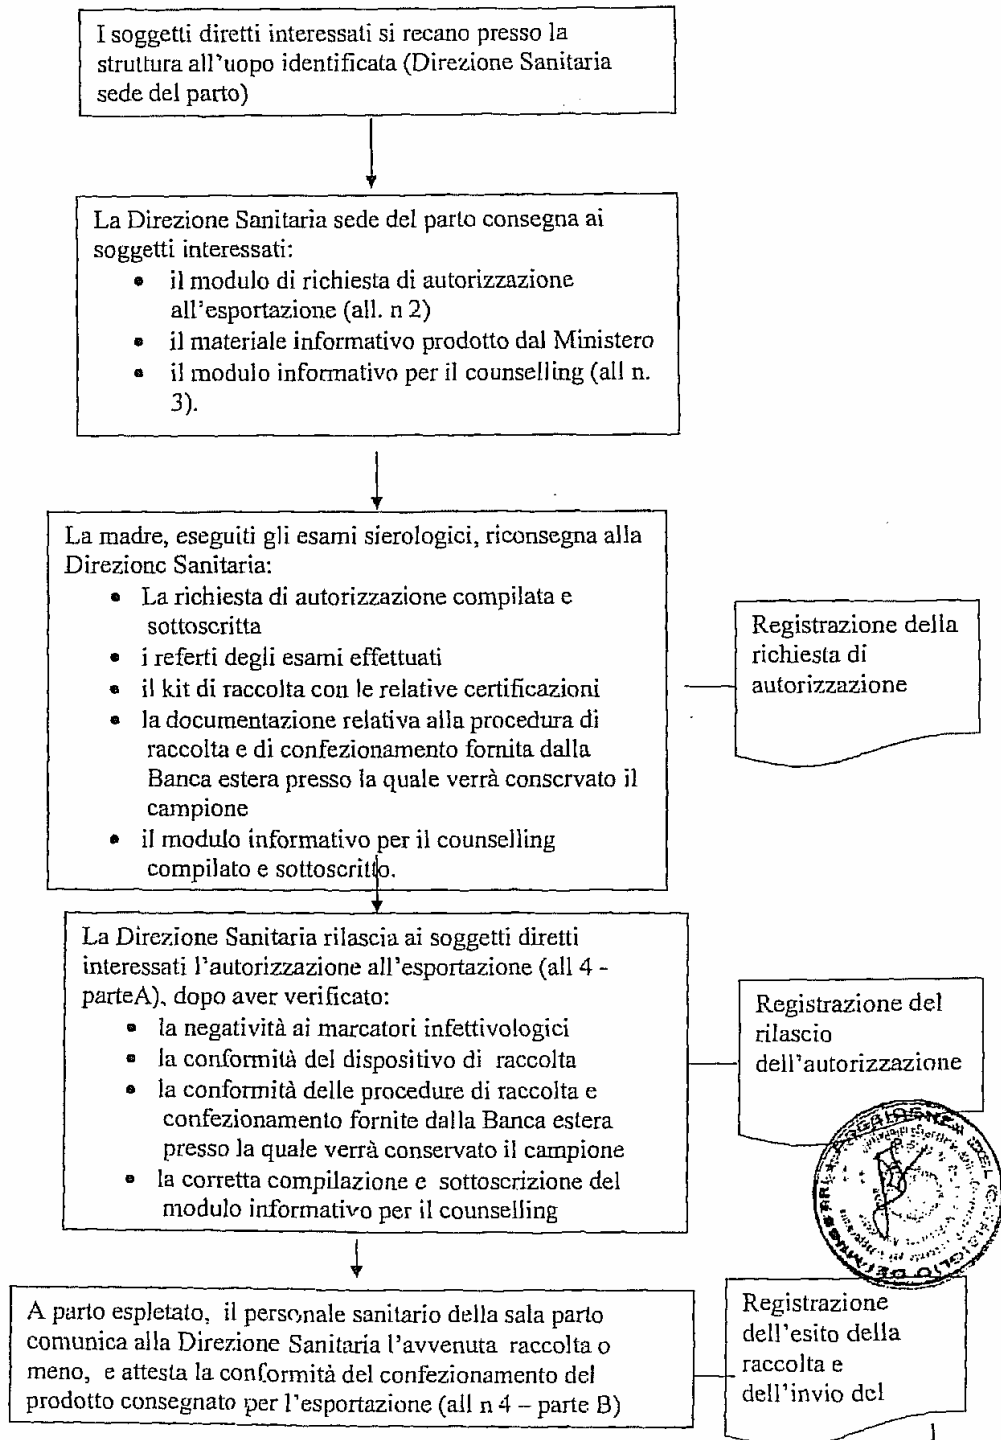 I soggetti diretti interessati si recano presso la
struttura all'uopo identificata (Direzione Sanitaria
sede del parto)
La Direzione Sanitaria sede del parto consegna ai
soggetti interessati:
• il modulo di richiesta di autorizzazione
all'esportazione (all. n 2)
• il materiale informativo prodotto dal Ministero
• il modulo informativo per il counselling (all n.
3).
La madre, eseguiti gli esami sierologici, riconsegna alla
Direzione Sanitaria:
• La richiesta di autorizzazione compilata e
sottoscritta
• i referti degli esami effettuati
• il kit di raccolta con le relative certificazioni
• la documentazione relativa alla procedura di
raccolta e di confezionamento fornita dalla
Banca estera presso la quale verrà conservato il
campione
• il modulo informativo per il counselling
compilato e sottoscritto.
Registrazione della
richiesta di
autorizzazione
La Direzione Sanitaria rilascia ai soggetti diretti
interessati l'autorizzazione all'esportazione (all 4 -
parteA), dopo aver verificato:
• la negatività ai marcatori infettivologici
• la conformità del dispositivo di raccolta
• la conformità delle procedure di raccolta e
confezionamento fornite dalla Banca estera
presso la quale verrà conservato il campione
• la corretta compilazione e sottoscrizione del
modulo informativo per il counselling
Registrazione del
rilascio
dell'autorizzazione
PRESIDENZA DEL CONSIGLIO DEI MINISTRI
A parto espletato, il personale sanitario della sala parto
comunica alla Direzione Sanitaria l'avvenuta raccolta o
meno, e attesta la conformità del confezionamento del
prodotto consegnato per l'esportazione (all n 4 – parte B)
Registrazione
dell'esito della
raccolta e
dell'invio del